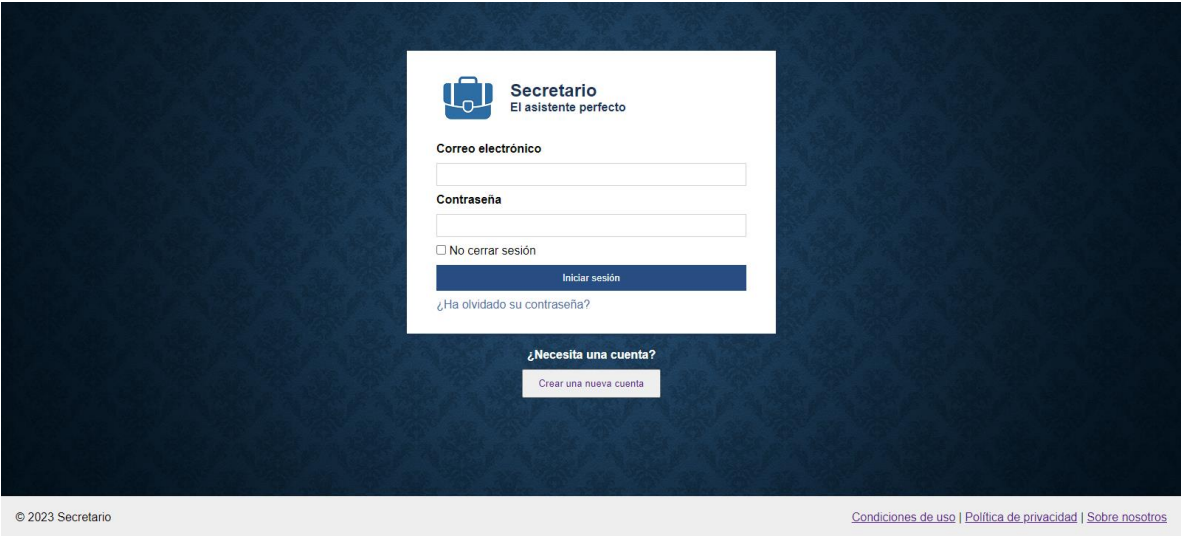 Secretario
El asistente perfecto
Correo electrónico
Contraseña
No cerrar sesión
Iniciar sesión
¿Ha olvidado su contraseña?
¿Necesita una cuenta?
Crear una nueva cuenta
© 2023 Secretario
Condiciones de uso | Política de privacidad | Sobre nosotros